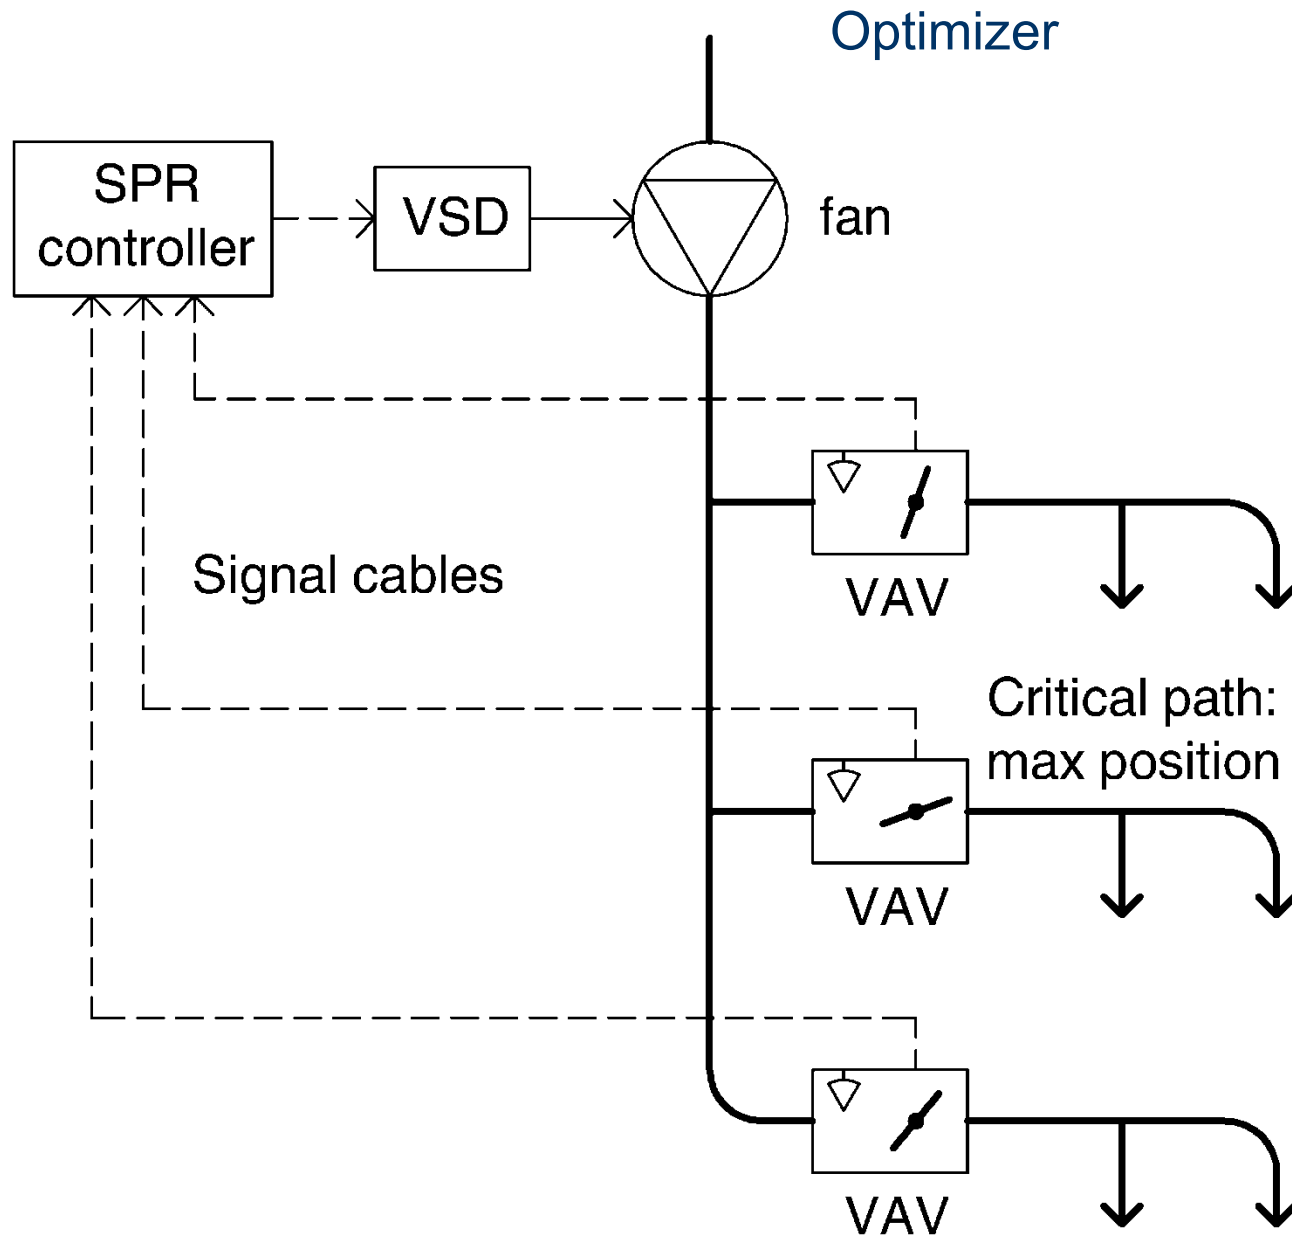 Optimizer
SPR
controller
VSD
fan
VAV
Signal cables
Critical path:
max position
VAV
VAV